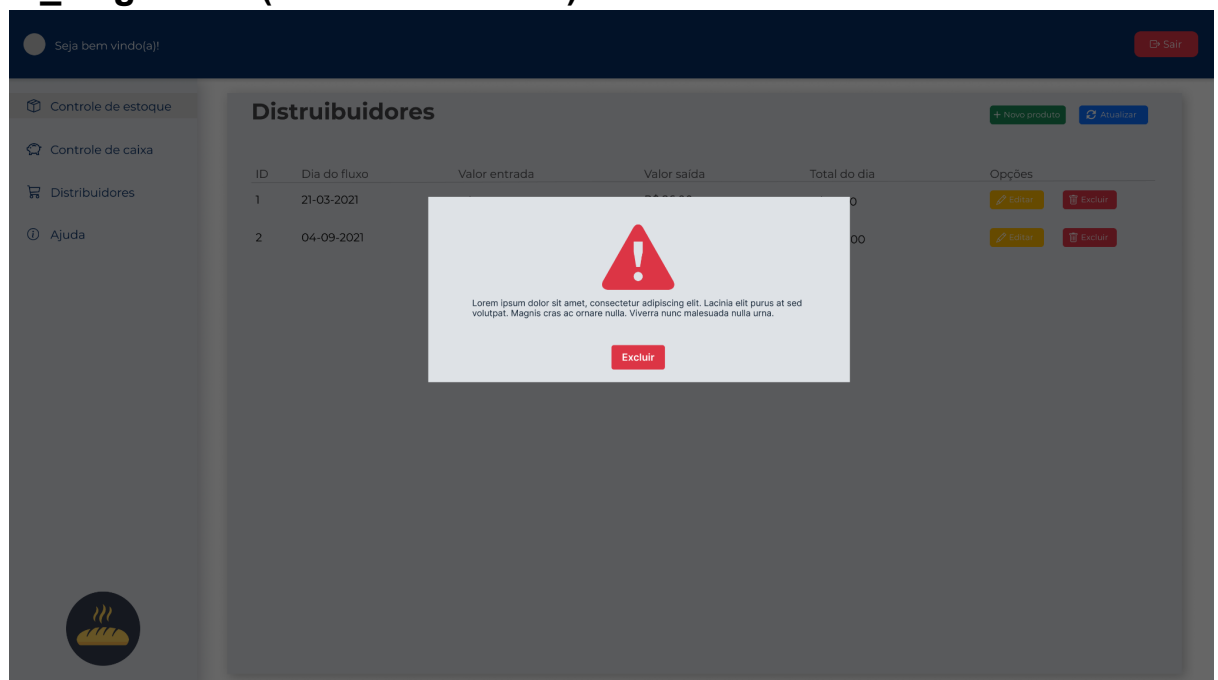 Seja bem vindo(a)!
Sair
Controle de estoque
Controle de caixa
Distribuidores
Ajuda
Distruibuidores
+ Novo produto
Atualizar
ID Dia do fluxo Valor entrada Valor saída Total do dia Opções
1 21-03-2021 Editar Excluir
2 04-09-2021 00 Editar Excluir
Lorem ipsum dolor sit amet, consectetur adipiscing elit. Lacinia elit purus at sed
volutpat. Magnis cras ac ornare nulla. Viverra nunc malesuada nulla urna.
Excluir